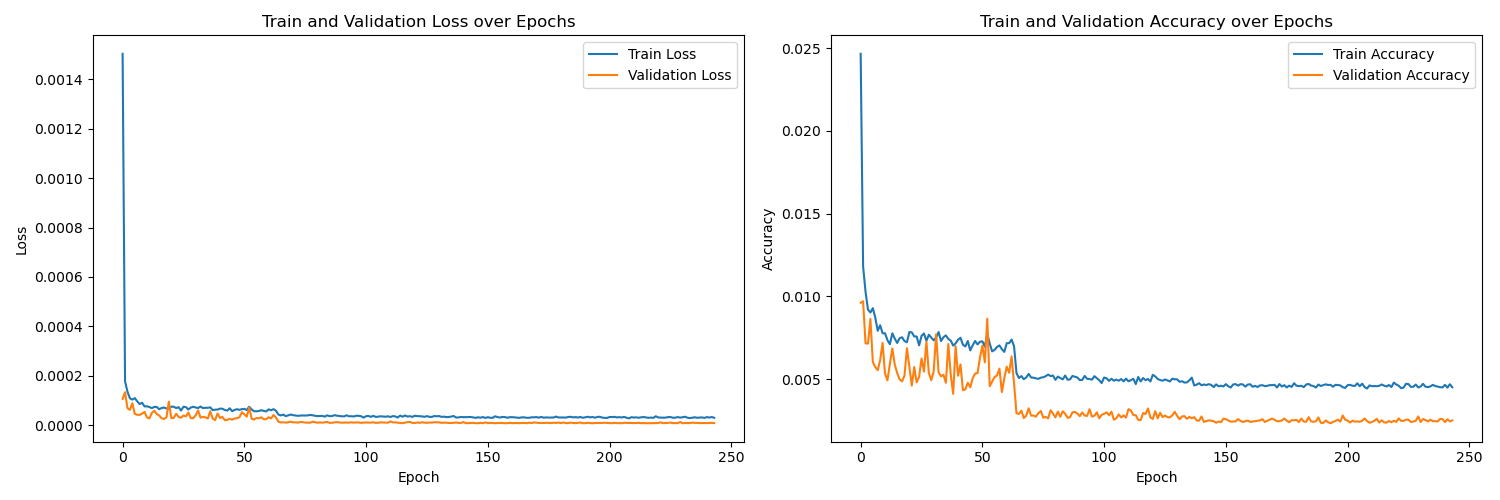 Train and Validation Loss over Epochs
Train Loss
Validation Loss
0.0014
0.0012
0.0010
0.0008
0.0006
0.0004
0.0002
0.0000
Loss
0 50 100 150 200 250
Epoch
Train and Validation Accuracy over Epochs
Train Accuracy
Validation Accuracy
0.025
0.020
0.015
0.010
0.005
Accuracy
0 50 100 150 200 250
Epoch